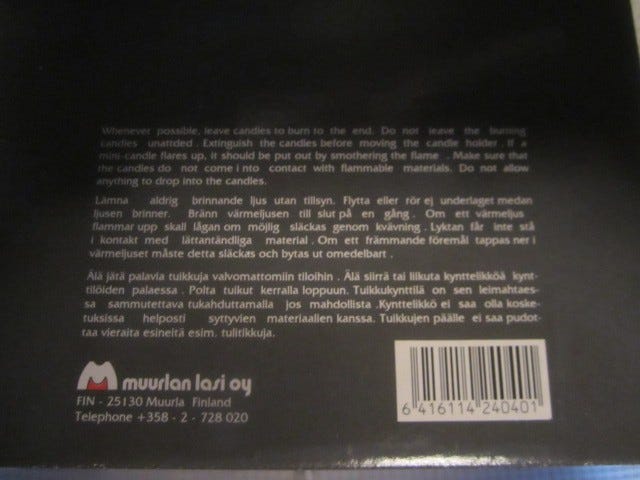 Whenever possible, leave candles to burn to the end. Do not leave the burning
candles unattded . Extinguish the candles before moving the candle holder. If a
mini-candle flares up, it should be put out by smothering the flame . Make sure that
the candles do not come i nto contact with flammable materials. Do not allow
anything to drop into the candles.
Lämna aldrig brinnande ljus utan tillsyn. Flytta eller rör ej underlaget medan
ljusen brinner. Bränn värmeljusen till slut på en gång . Om ett värmeljus
flammar upp skall lågan om möjlig släckas genom kvävning . Lyktan får inte stå
i kontakt med lättantändliga material . Om ett främmande föremål tappas ner i
värmeljuset måste detta släckas och bytas ut omedelbart .
Älä järä palavia tuikkuja valvomattomiin tiloihin . Älä siirrä tai liikuta kynttelikköä kynt-
tilöiden palaessa . Polta tuikut kerralla loppuun. Tuikkukynttilä on sen leimahtaes-
sa sammutettava tukahduttamalla jos mahdollista .Kynttelikkö ei saa olla koske-
tuksissa helposti syttyvien materiaalien kanssa. Tuikkujen päälle ei saa pudot-
taa vieraita esineitä esim. tulitikkuja.
muurlan lasi oy
FIN - 25130 Muurla Finland
Telephone +358 - 2 - 728 020
6 416114 240401